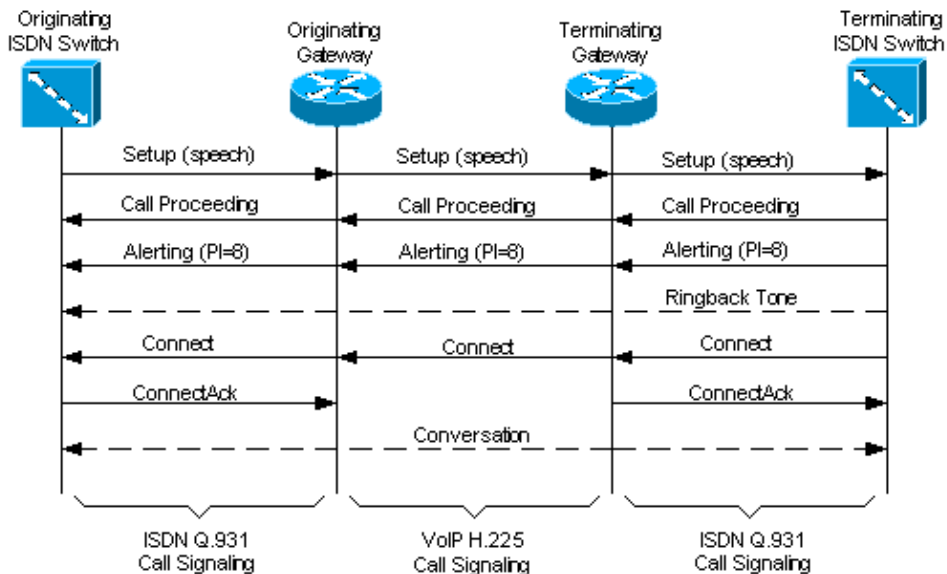 Originating
ISDN Switch
Originating
Gateway
Terminating
Gateway
Terminating
ISDN Switch
Setup (speech)
Setup (speech)
Setup (speech)
Call Proceeding
Call Proceeding
Call Proceeding
Alerting (PI=8)
Alerting (PI=8)
Alerting (PI=8)
Ringback Tone
Connect
Connect
Connect
ConnectAck
ConnectAck
Conversation
ISDN Q.931
Call Signaling
VoIP H.225
Call Signaling
ISDN Q.931
Call Signaling